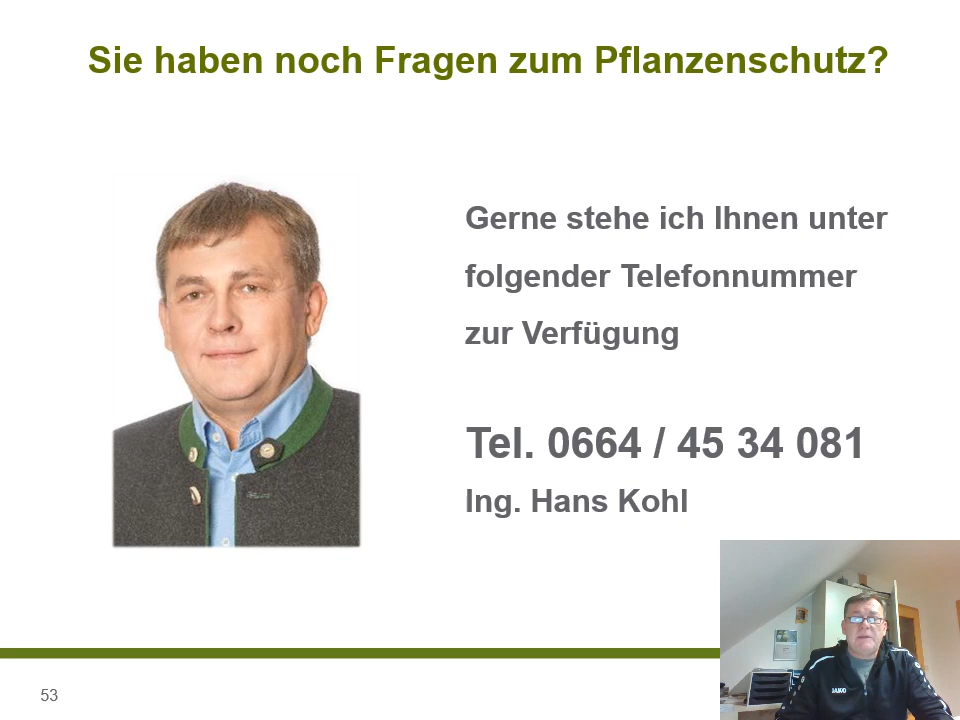 Sie haben noch Fragen zum Pflanzenschutz?
Gerne stehe ich Ihnen unter
folgender Telefonnummer
zur Verfügung
Tel. 0664 / 45 34 081
Ing. Hans Kohl
JAKO
53